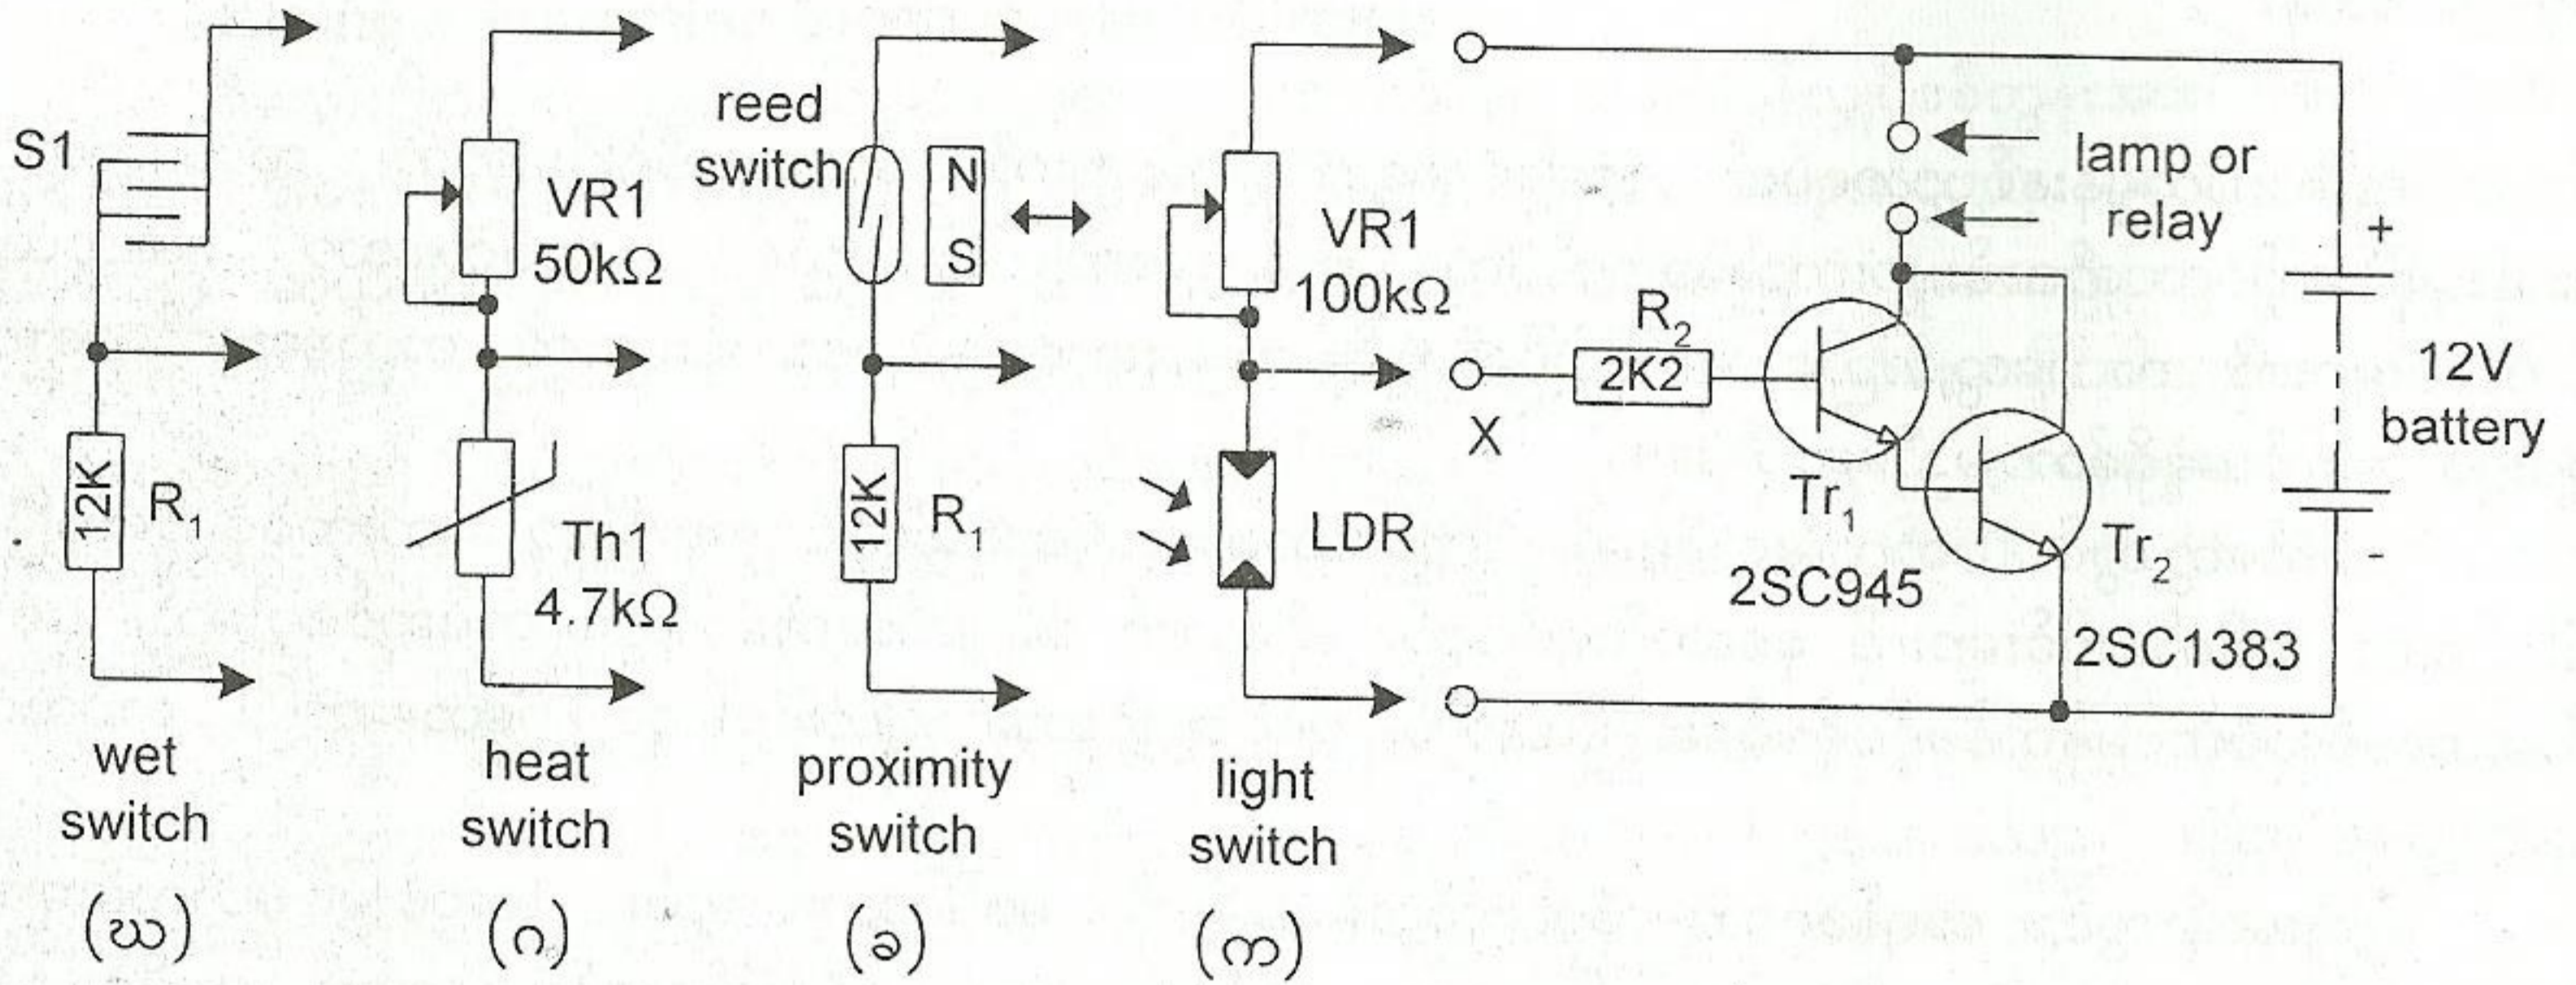 S1
12K
R1
wet
switch
(ဃ)
VR1
50kΩ
Th1
4.7kΩ
heat
switch
(ဂ)
reed
switch
N
S
12K
R1
proximity
switch
(ခ)
VR1
100kΩ
LDR
light
switch
(က)
X
R2
2K2
Tr1
2SC945
Tr2
2SC1383
lamp or
relay
+
12V
battery
-